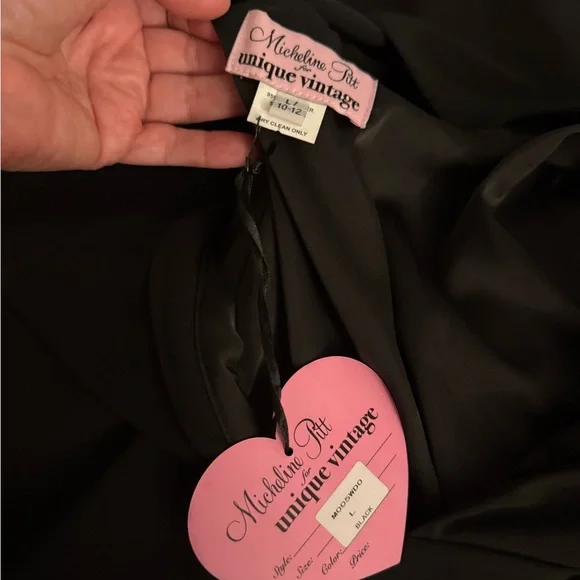 Micheline Pitt
for
unique vintage
L /
10-12
DRY CLEAN ONLY
Micheline Pitt
for
unique vintage
MOO5WDO
L
BLACK
Style:
Size:
Color:
Price: